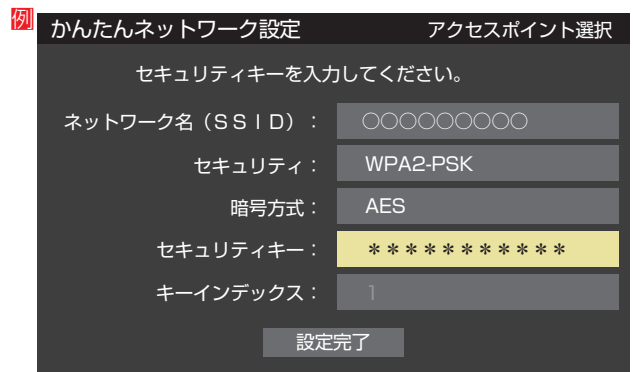 例
かんたんネットワーク設定 アクセスポイント選択
セキュリティキーを入力してください。
ネットワーク名（ＳＳＩＤ）： ○○○○○○○○○
セキュリティ： WPA2-PSK
暗号方式： AES
セキュリティキー： ＊＊＊＊＊＊＊＊＊＊＊
キーインデックス： 1
設定完了